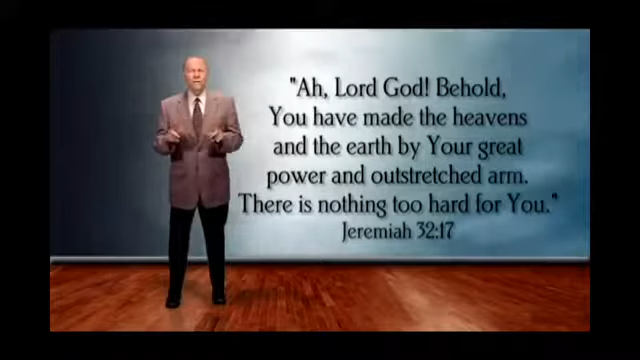 "Ah, Lord God! Behold,
You have made the heavens
and the earth by Your great
power and outstretched arm.
There is nothing too hard for You."
Jeremiah 32:17